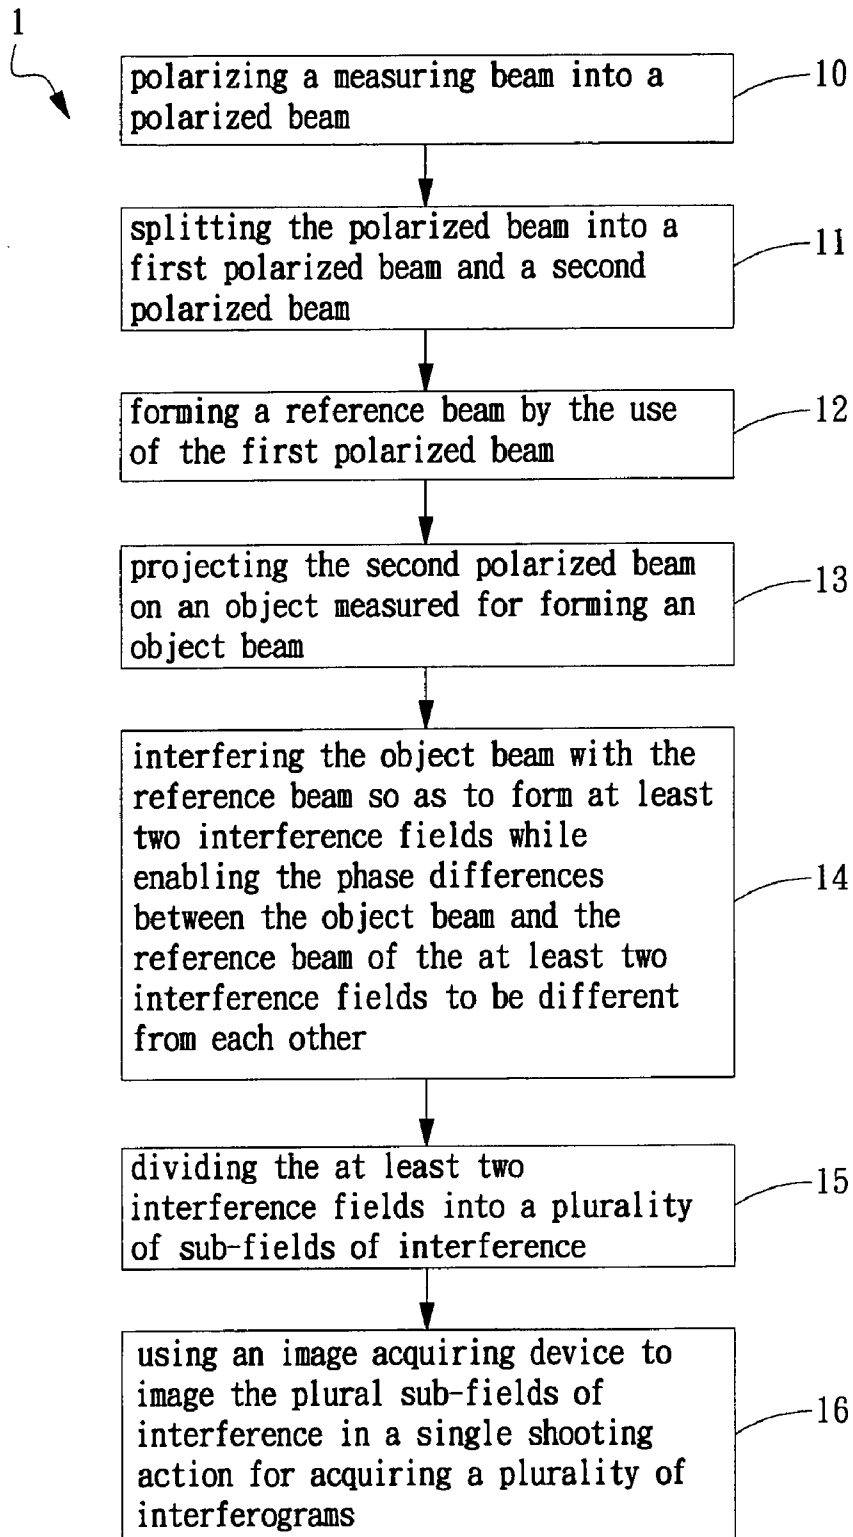 1
polarizing a measuring beam into a
polarized beam
10
splitting the polarized beam into a
first polarized beam and a second
polarized beam
11
forming a reference beam by the use
of the first polarized beam
12
projecting the second polarized beam
on an object measured for forming an
object beam
13
interfering the object beam with the
reference beam so as to form at least
two interference fields while
enabling the phase differences
between the object beam and the
reference beam of the at least two
interference fields to be different
from each other
14
dividing the at least two
interference fields into a plurality
of sub-fields of interference
15
using an image acquiring device to
image the plural sub-fields of
interference in a single shooting
action for acquiring a plurality of
interferograms
16